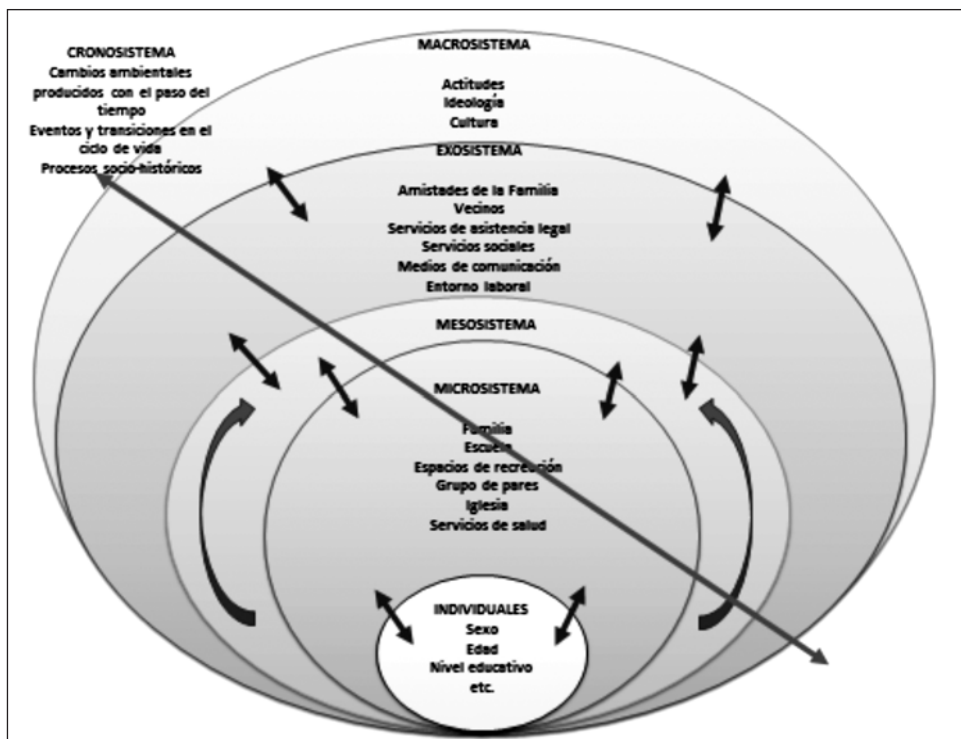 CRONOSISTEMA
Cambios ambientales
producidos con el paso del
tiempo
Eventos y transiciones en el
ciclo de vida
Procesos socio-históricos
MACROSISTEMA
Actitudes
Ideología
Cultura
EXOSISTEMA
Amistades de la Familia
Vecinos
Servicios de asistencia legal
Servicios sociales
Medios de comunicación
Entorno laboral
MESOSISTEMA
MICROSISTEMA
Familia
Escuela
Espacios de recreación
Grupo de pares
Iglesia
Servicios de salud
INDIVIDUALES
Sexo
Edad
Nivel educativo
etc.